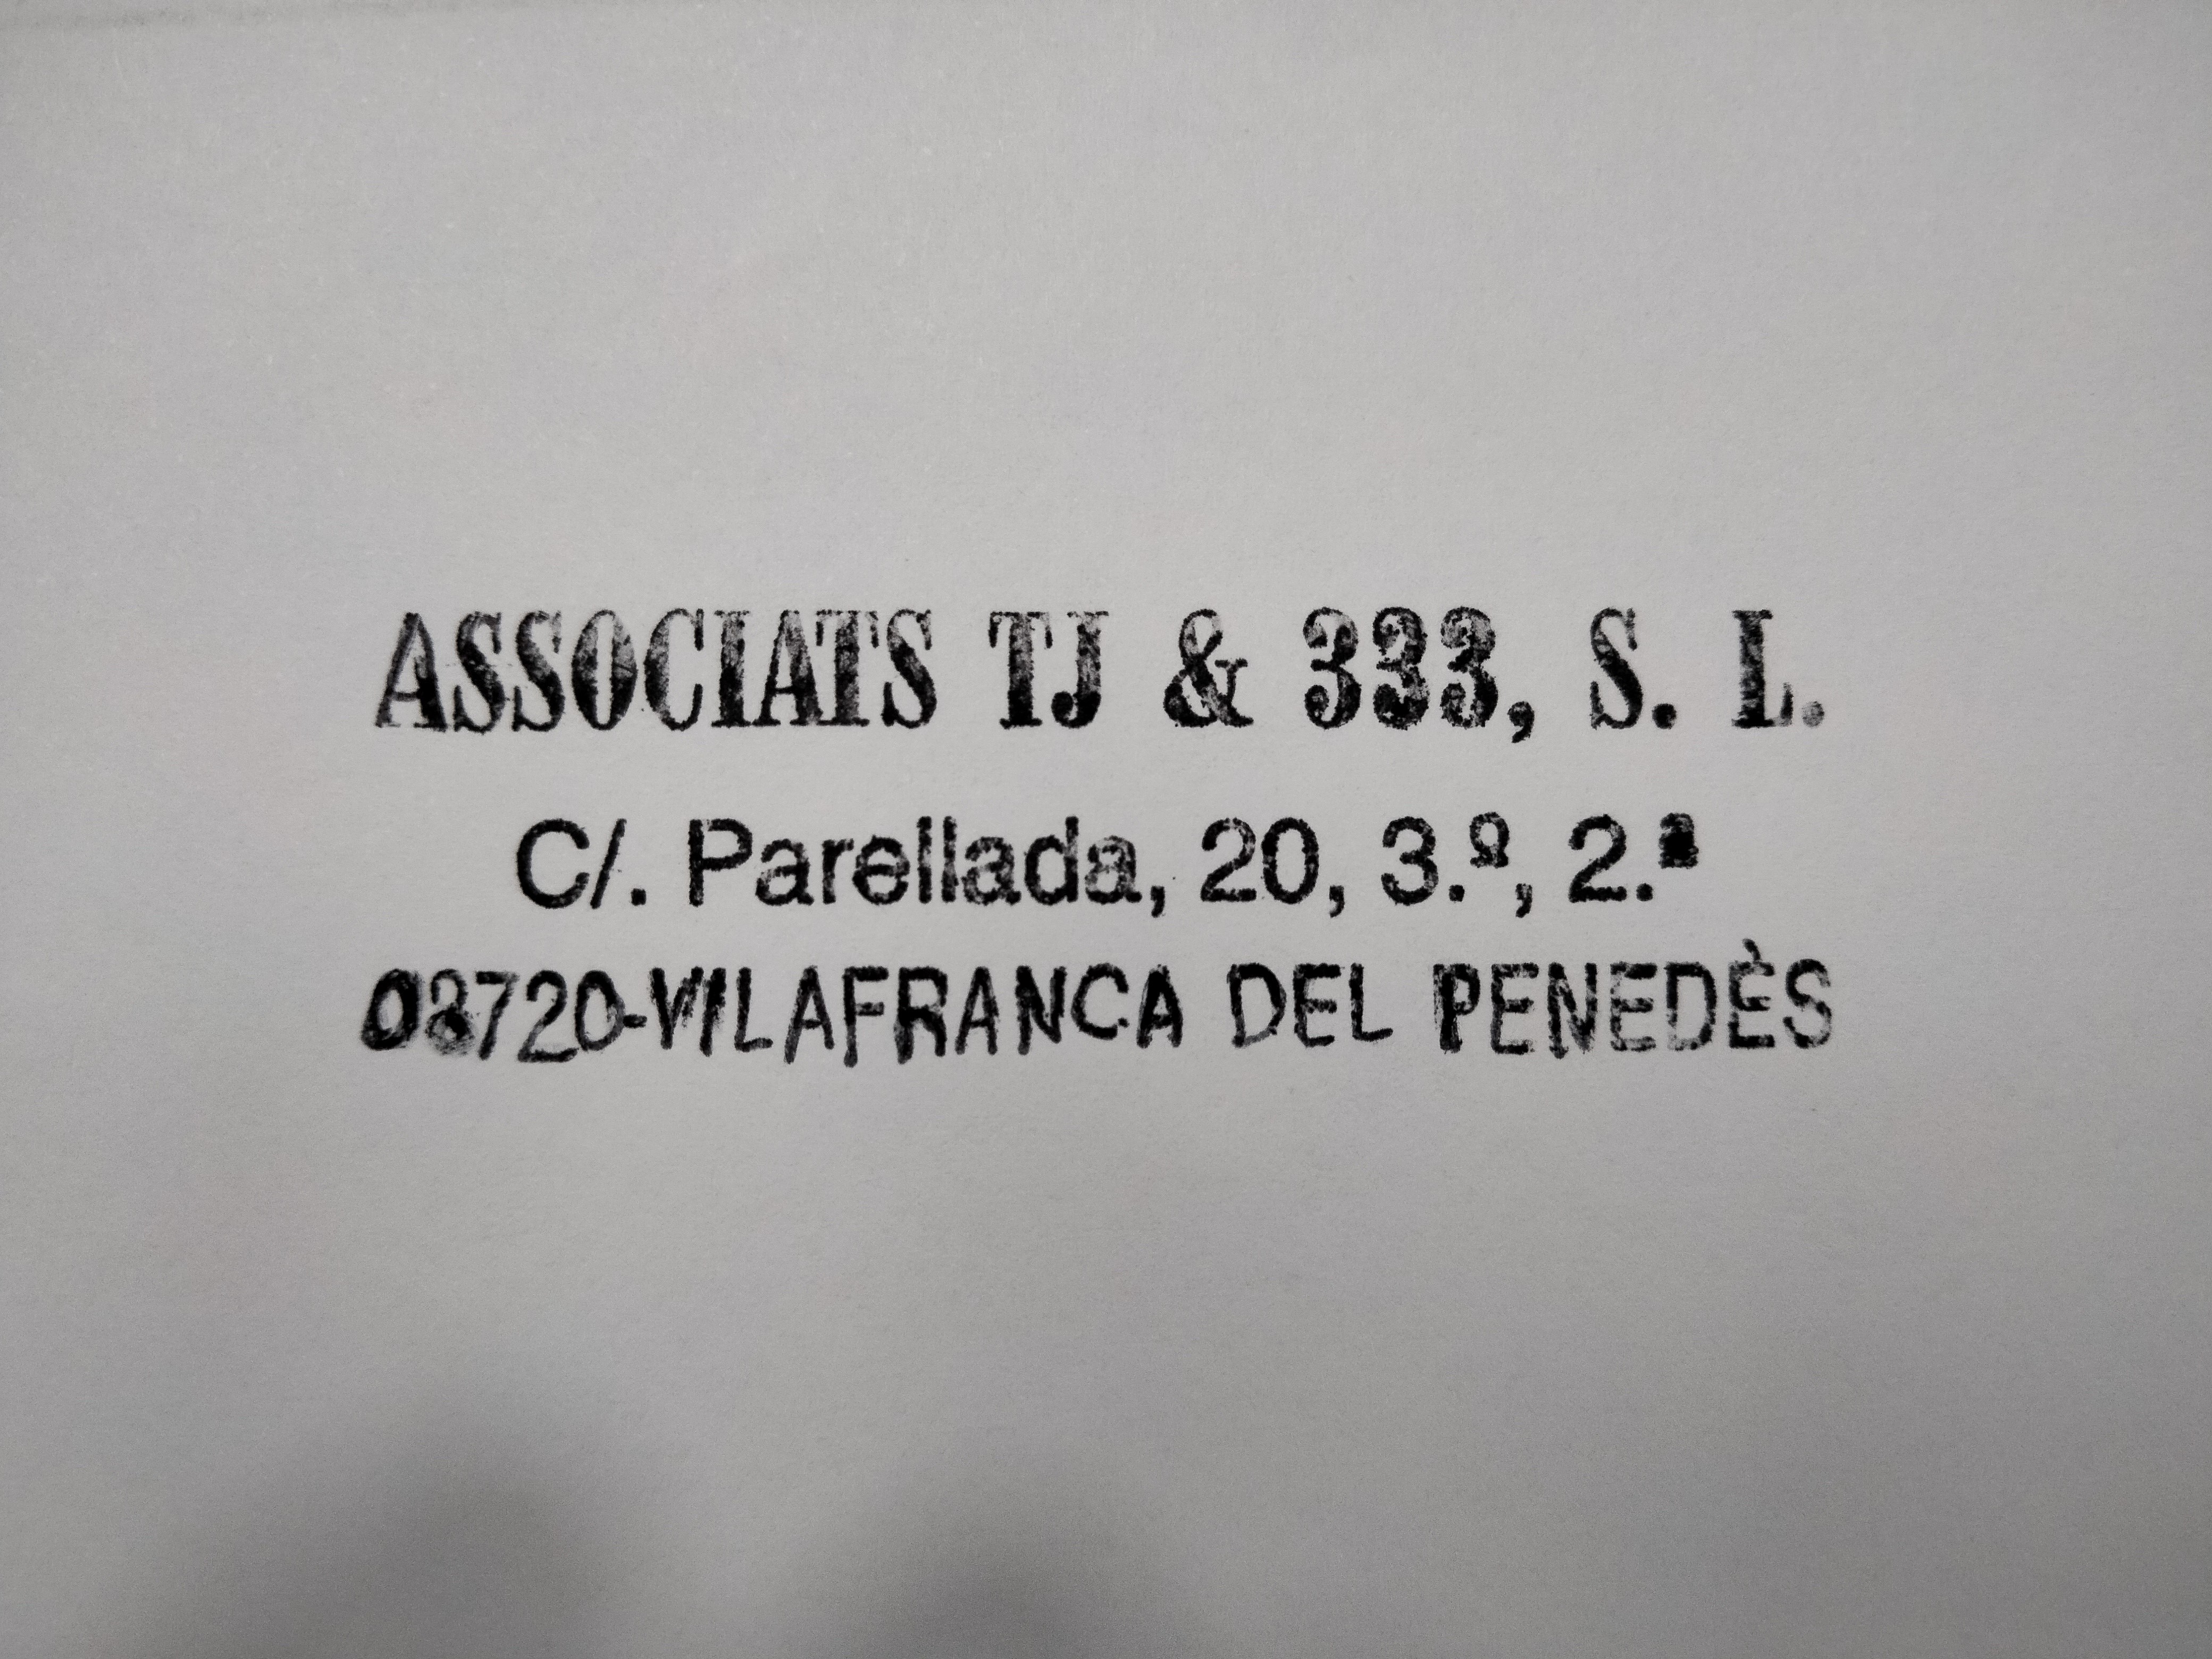 ASSOCIATS TJ & 333, S. L.
C/. Parellada, 20, 3.º, 2.ª
08720-VILAFRANCA DEL PENEDÈS